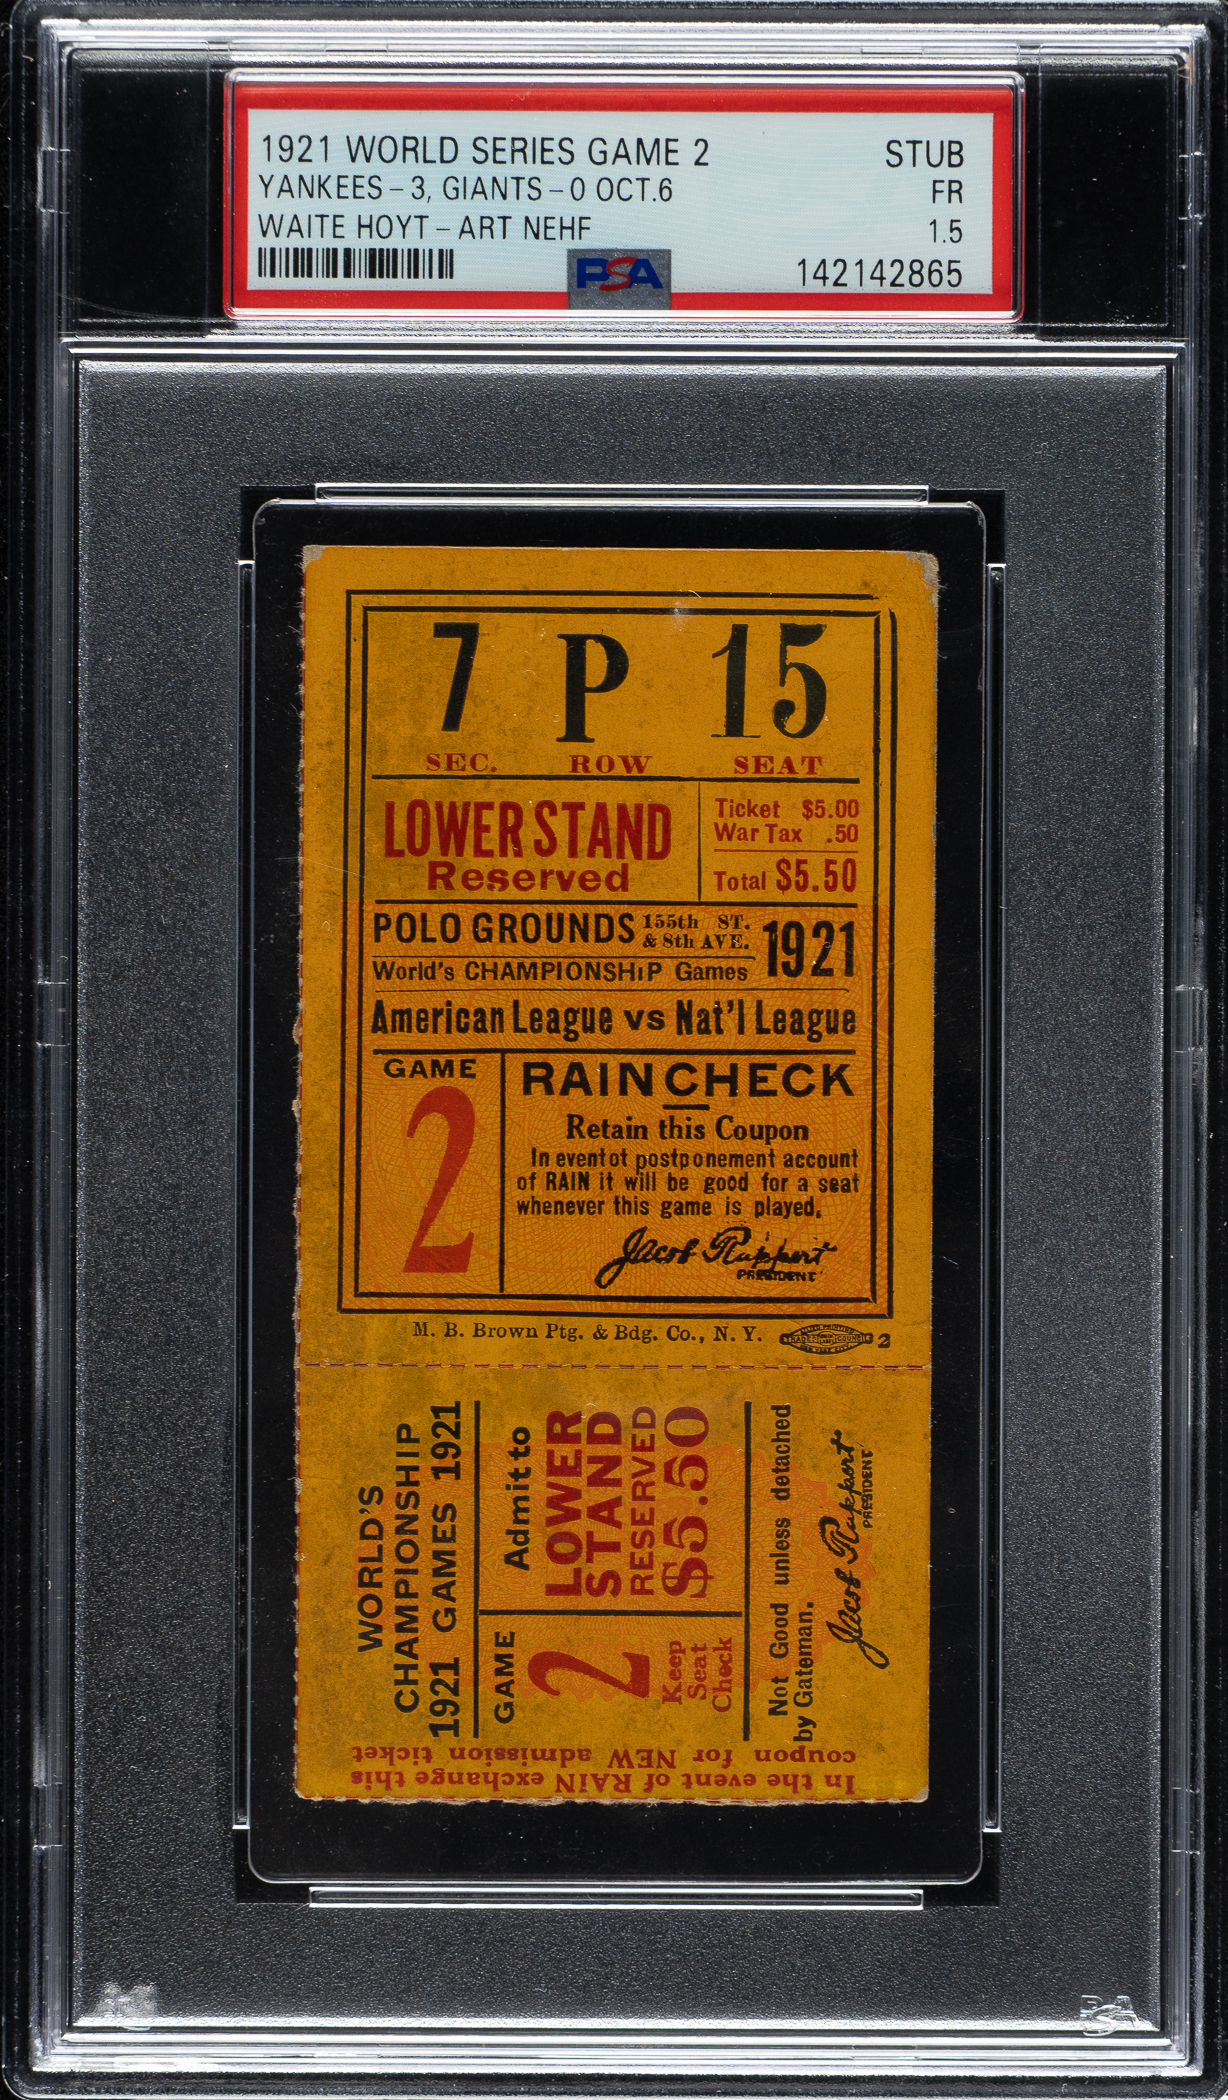 1921 WORLD SERIES GAME 2 STUB
YANKEES-3, GIANTS-0 OCT.6 FR
WAITE HOYT-ART NEHF 1.5
PSA 142142865
7 P 15
SEC. ROW SEAT
LOWER STAND
Reserved
Ticket $5.00
War Tax .50
Total $5.50
POLO GROUNDS 155th ST. & 8th AVE. 1921
World's CHAMPIONSHIP Games
American League vs Nat'l League
GAME
2
RAIN CHECK
Retain this Coupon
In event of postponement account
of RAIN it will be good for a seat
whenever this game is played.
Jacob Ruppert
PRESIDENT
M. B. Brown Ptg. & Bdg. Co., N. Y. 2
WORLD'S
CHAMPIONSHIP
1921 GAMES 1921
Admit to
LOWER
STAND
RESERVED
$5.50
GAME
2
Keep
Seat
Check
Not Good unless detached
by Gateman.
Jacob Ruppert
PRESIDENT
In the event of RAIN exchange this
coupon for NEW admission ticket
PSA